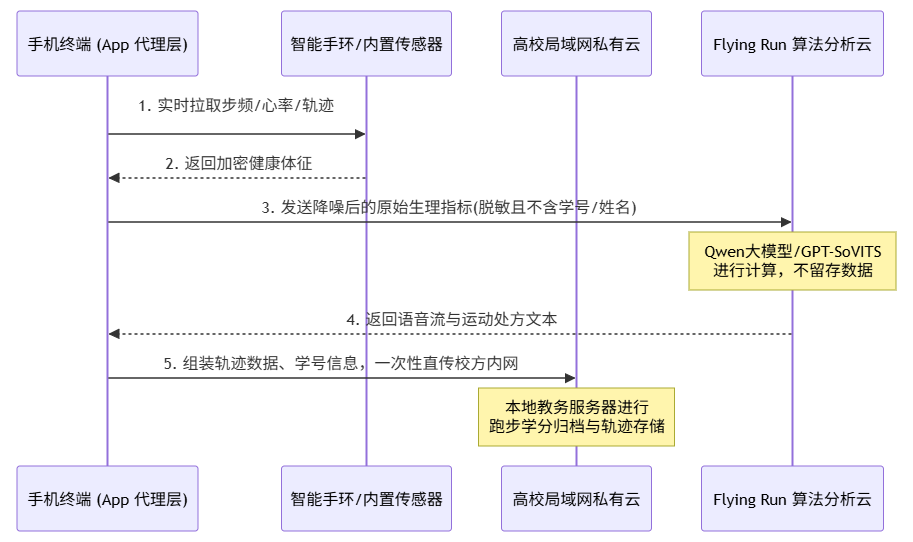 手机终端 (App 代理层)
智能手环/内置传感器
高校局域网私有云
Flying Run 算法分析云
1. 实时拉取步频/心率/轨迹
2. 返回加密健康体征
3. 发送降噪后的原始生理指标(脱敏且不含学号/姓名)
Qwen大模型/GPT-SoVITS
进行计算，不留存数据
4. 返回语音流与运动处方文本
5. 组装轨迹数据、学号信息，一次性直传校方内网
本地教务服务器进行
跑步学分归档与轨迹存储
手机终端 (App 代理层)
智能手环/内置传感器
高校局域网私有云
Flying Run 算法分析云